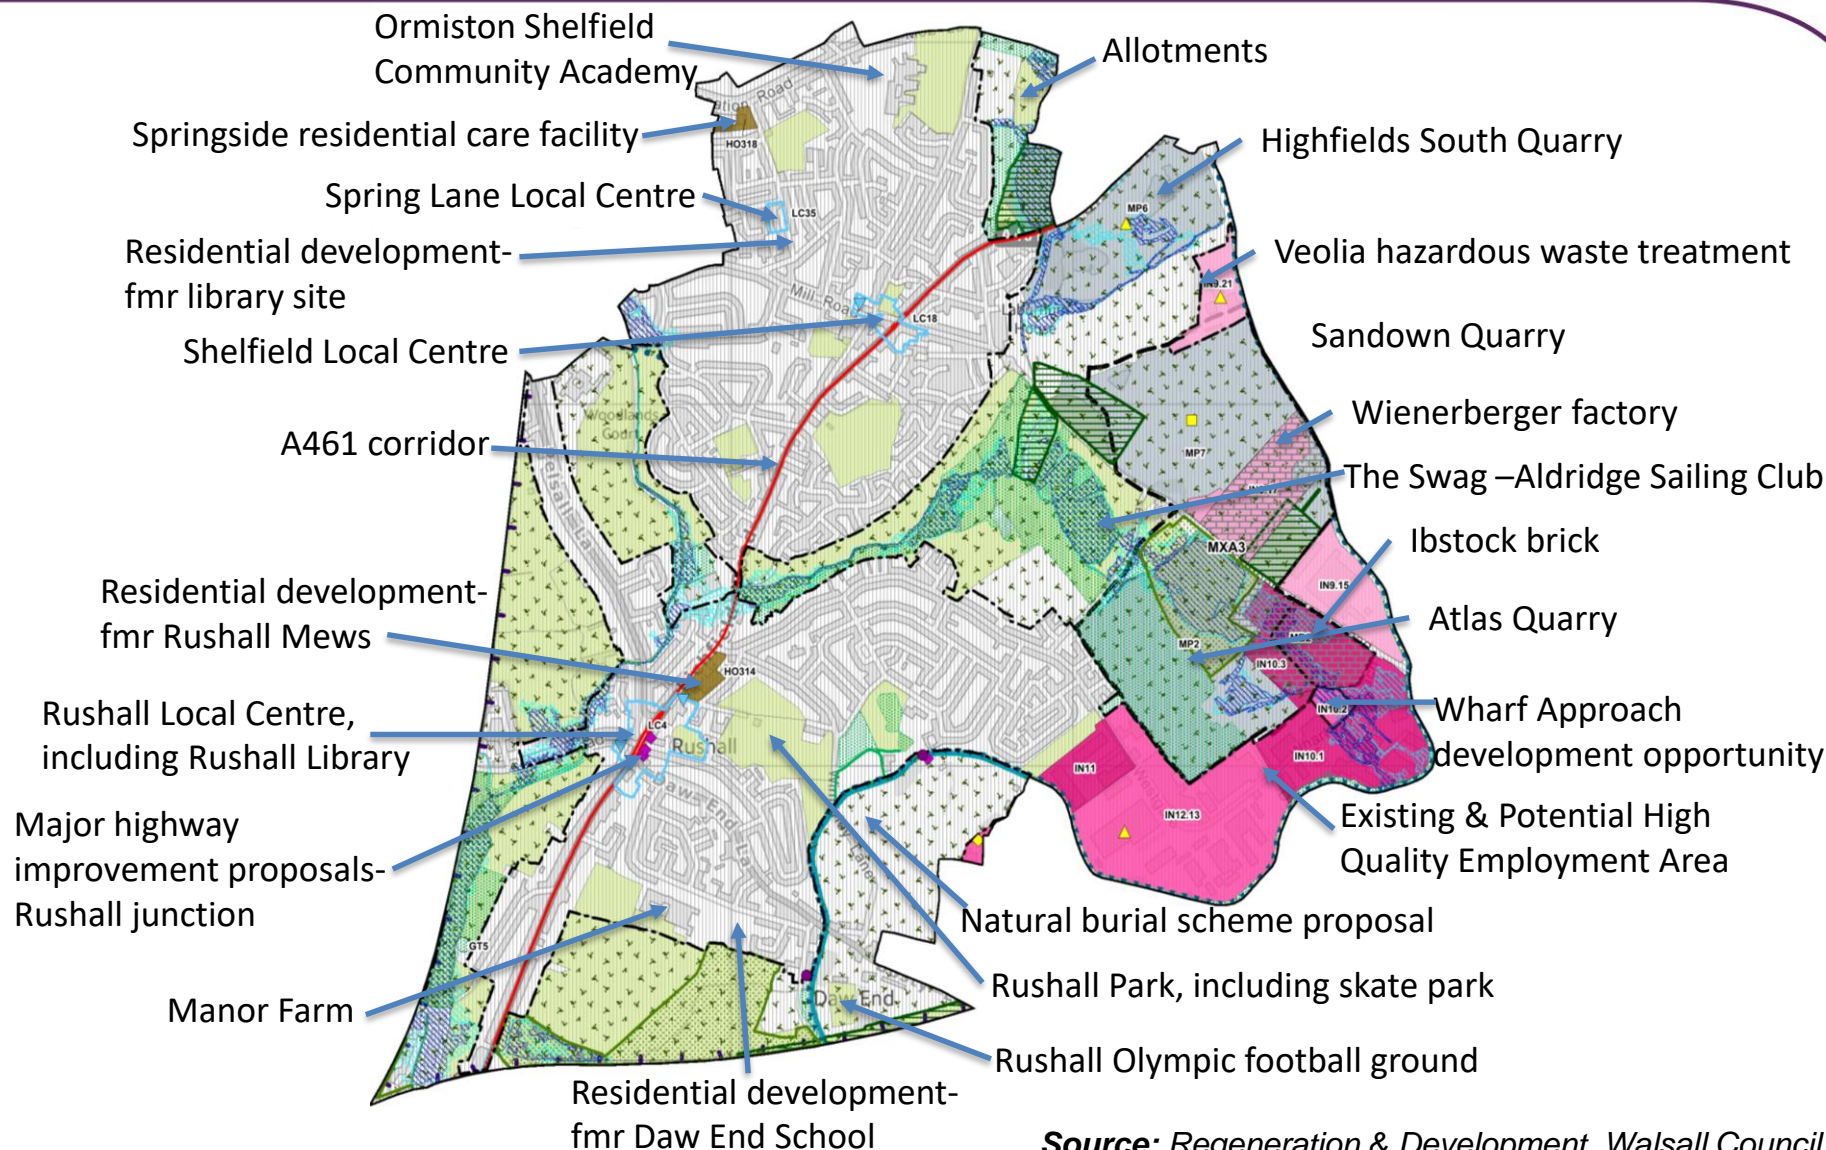 Ormiston Shelfield
Community Academy
Allotments
Springside residential care facility
Highfields South Quarry
Spring Lane Local Centre
Residential development-
fmr library site
Veolia hazardous waste treatment
Shelfield Local Centre
Sandown Quarry
Wienerberger factory
A461 corridor
The Swag –Aldridge Sailing Club
Ibstock brick
Residential development-
fmr Rushall Mews
Atlas Quarry
Rushall Local Centre,
including Rushall Library
Wharf Approach
development opportunity
Major highway
improvement proposals-
Rushall junction
Existing & Potential High
Quality Employment Area
Natural burial scheme proposal
Rushall Park, including skate park
Manor Farm
Rushall Olympic football ground
Residential development-
fmr Daw End School
Source: Regeneration & Development, Walsall Council
ation Road
HO318
LC35
MP6
IN9.21
Mill Road
LC18
Woodlands
Court
MP7
MXA3
IN9.15
MP2
IN10.3
IN10.2
IN10.1
HO314
LC4
Rushall
IN11
IN12.13
GT5
Daw End